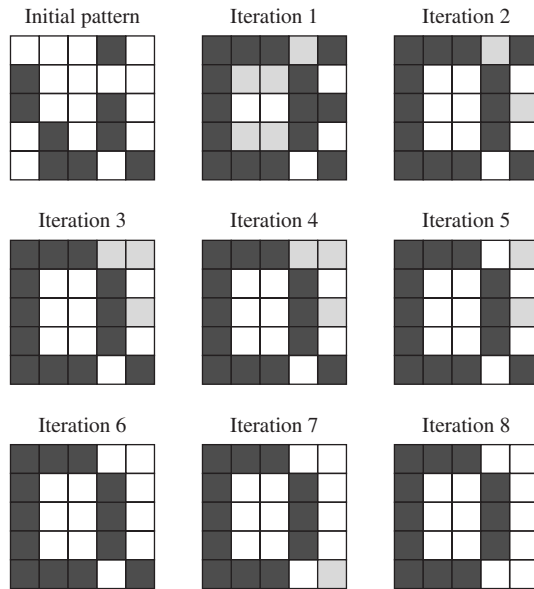 Initial pattern
Iteration 1
Iteration 2
Iteration 3
Iteration 4
Iteration 5
Iteration 6
Iteration 7
Iteration 8